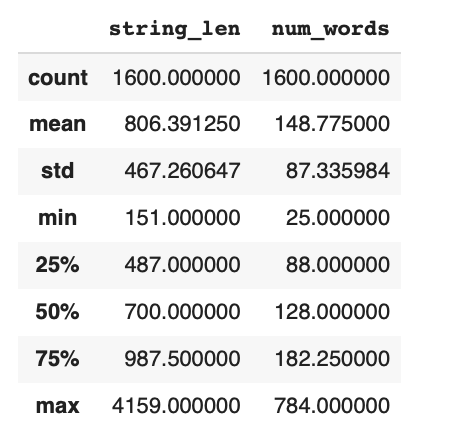 string_len num_words
count 1600.000000 1600.000000
mean 806.391250 148.775000
std 467.260647 87.335984
min 151.000000 25.000000
25% 487.000000 88.000000
50% 700.000000 128.000000
75% 987.500000 182.250000
max 4159.000000 784.000000